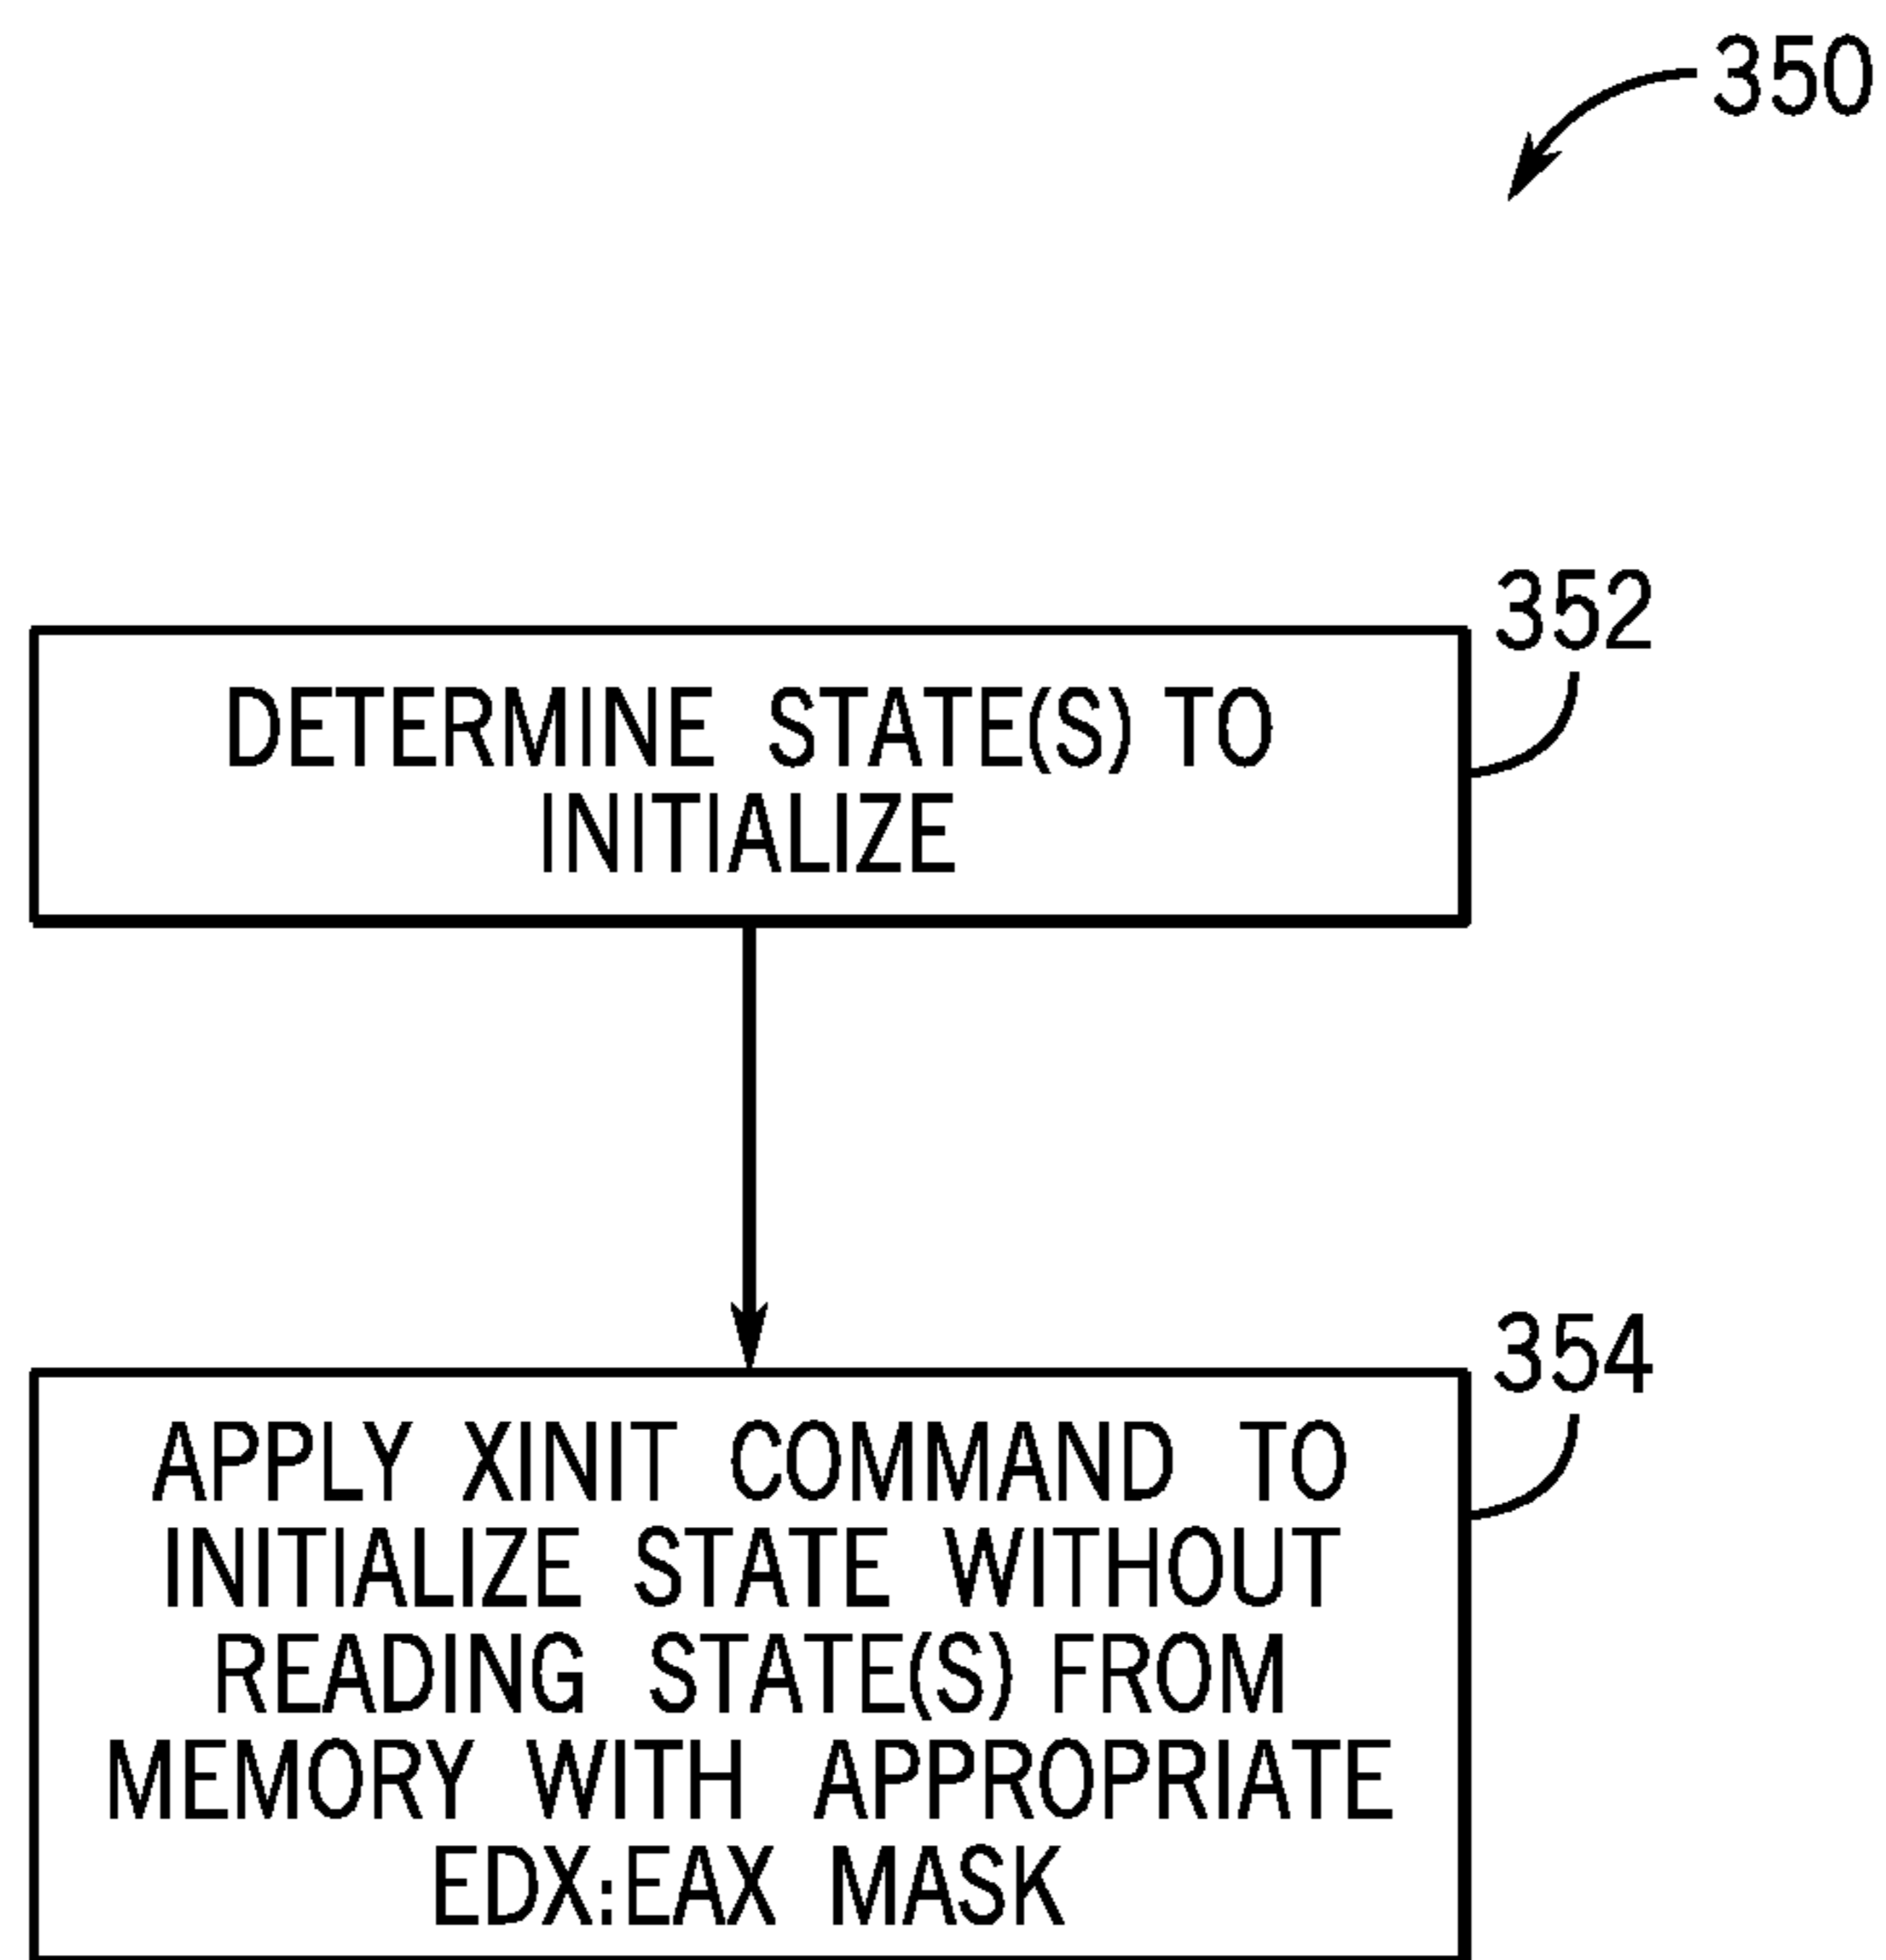 350
352
DETERMINE STATE(S) TO
INITIALIZE
354
APPLY XINIT COMMAND TO
INITIALIZE STATE WITHOUT
READING STATE(S) FROM
MEMORY WITH APPROPRIATE
EDX:EAX MASK